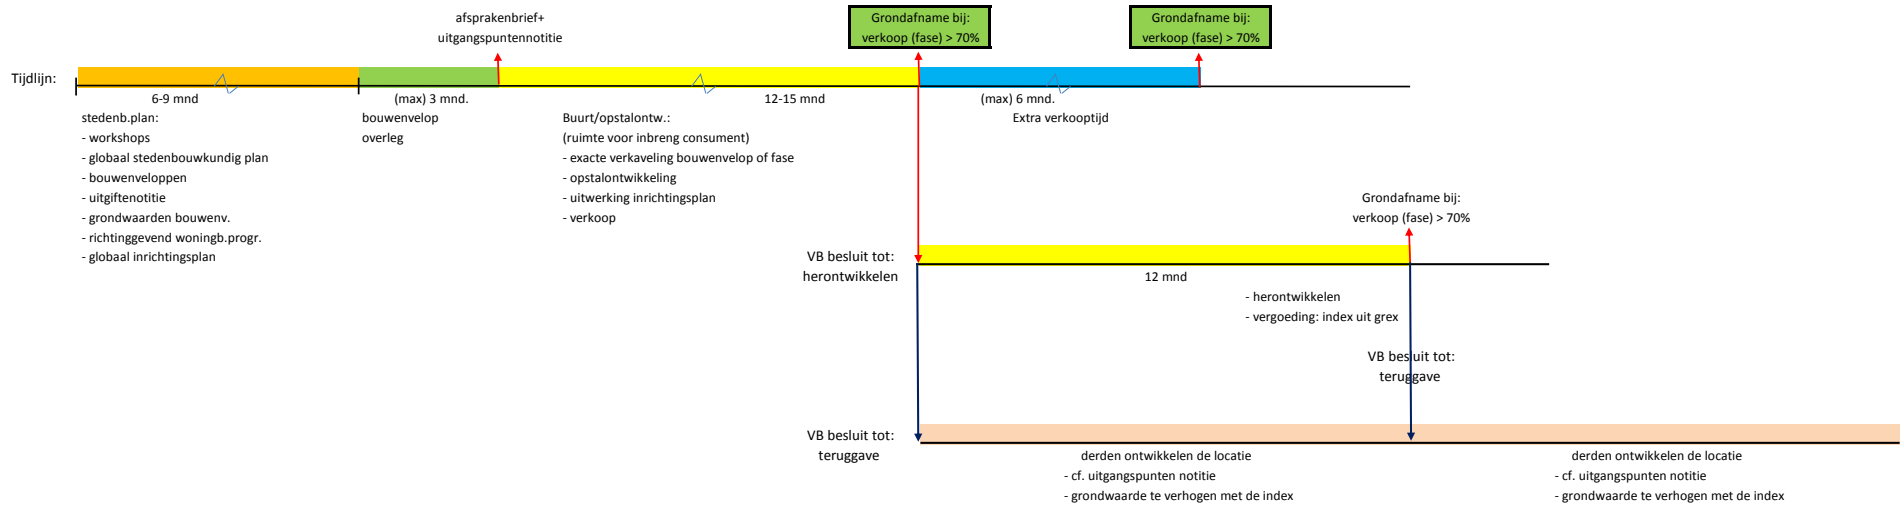 afsprakenbrief+
uitgangspuntennotitie
Grondafname bij:
verkoop (fase) > 70%
Grondafname bij:
verkoop (fase) > 70%
Tijdlijn:
6-9 mnd
(max) 3 mnd.
12-15 mnd
(max) 6 mnd.
stedenb.plan:
- workshops
- globaal stedenbouwkundig plan
- bouwenveloppen
- uitgiftenotitie
- grondwaarden bouwenv.
- richtinggevend woningb.progr.
- globaal inrichtingsplan
bouwenvelop
overleg
Buurt/opstalontw.:
(ruimte voor inbreng consument)
- exacte verkaveling bouwenvelop of fase
- opstalontwikkeling
- uitwerking inrichtingsplan
- verkoop
Extra verkooptijd
Grondafname bij:
verkoop (fase) > 70%
VB besluit tot:
herontwikkelen
12 mnd
- herontwikkelen
- vergoeding: index uit grex
VB besluit tot:
teruggave
VB besluit tot:
teruggave
derden ontwikkelen de locatie
- cf. uitgangspunten notitie
- grondwaarde te verhogen met de index
derden ontwikkelen de locatie
- cf. uitgangspunten notitie
- grondwaarde te verhogen met de index